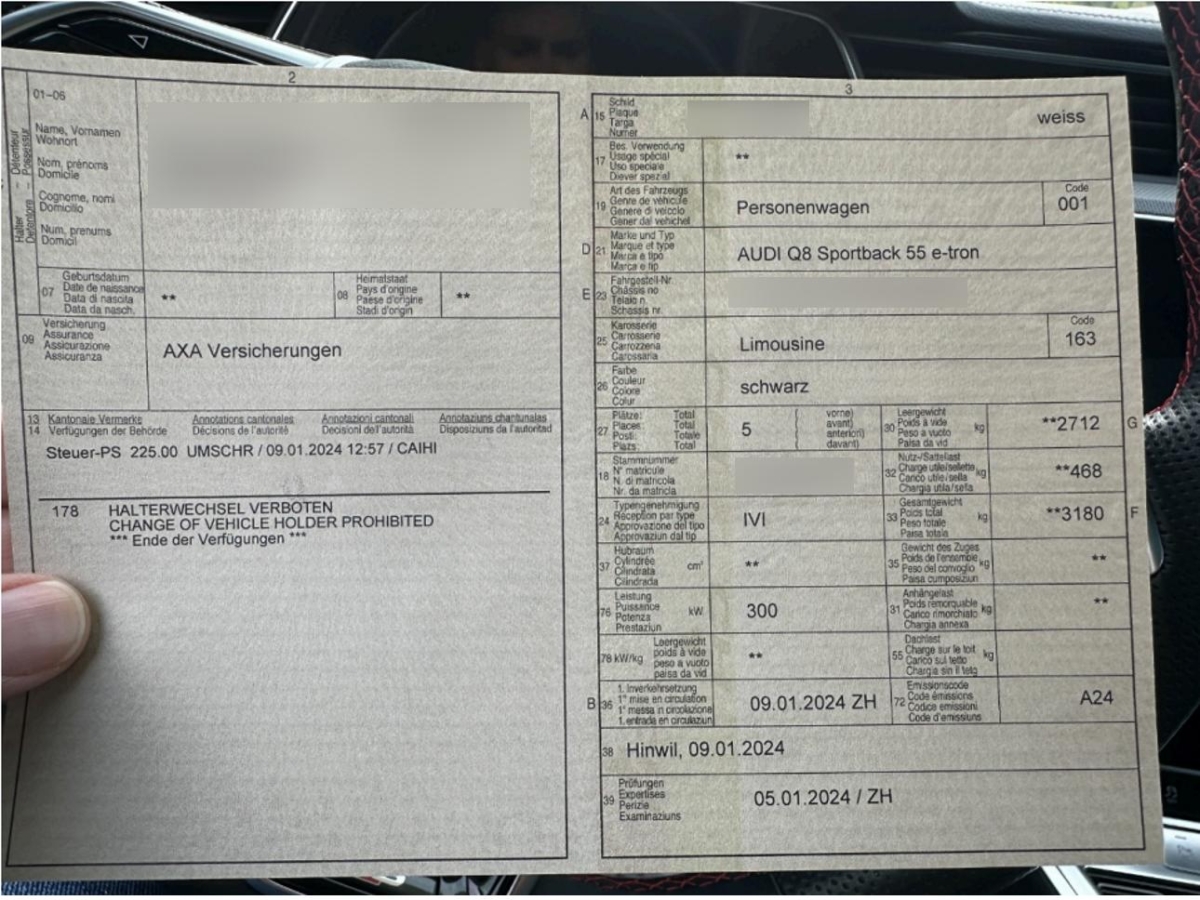 2
01-06
Halter - Détenteur
Detentore - Possessur
Name, Vornamen
Wohnort
Nom, prénoms
Domicile
Cognome, nomi
Domicilio
Num, prenums
Domicil
07
Geburtsdatum
Date de naissance
Data di nascita
Data da nasch.
**
08
Heimatstaat
Pays d'origine
Paese d'origine
Stadi d'origin
**
09
Versicherung
Assurance
Assicurazione
Assicuranza
AXA Versicherungen
13 Kantonale Vermerke Annotations cantonales Annotazioni cantonali Annotaziuns chantunalas
14 Verfügungen der Behörde Décisions de l'autorité Decisioni dell'autorità Disposiziuns da l'autoritad
Steuer-PS 225.00 UMSCHR / 09.01.2024 12:57 / CAIHI
178 HALTERWECHSEL VERBOTEN
CHANGE OF VEHICLE HOLDER PROHIBITED
*** Ende der Verfügungen ***
3
A 15
Schild
Plaque
Targa
Numer
weiss
17
Bes. Verwendung
Usage spécial
Uso speciale
Diever spezial
**
19
Art des Fahrzeugs
Genre de véhicule
Genere di veicolo
Gener dal vehichel
Personenwagen
Code
001
D 21
Marke und Typ
Marque et type
Marca e tipo
Marca e tip
AUDI Q8 Sportback 55 e-tron
E 23
Fahrgestell-Nr.
Châssis no
Telaio n.
Schassis nr.
25
Karosserie
Carrosserie
Carrozzeria
Carossaria
Limousine
Code
163
26
Farbe
Couleur
Colore
Colur
schwarz
27
Plätze: Total
Places: Total
Posti: Totale
Plazs: Total
5
( vorne)
( avant)
( anteriori)
( davant)
30
Leergewicht
Poids à vide
Peso a vuoto
Paisa da vid
kg
**2712
G
18
Stammnummer
N° matricule
N. di matricola
Nr. da matricla
32
Nutz-/Sattellast
Charge utile/sellette
Carico utile/sella
Chargia utila/sella
kg
**468
24
Typengenehmigung
Réception par type
Approvazione del tipo
Approvaziun dal tip
IVI
33
Gesamtgewicht
Poids total
Peso totale
Paisa totala
kg
**3180
F
37
Hubraum
Cylindrée
Cilindrata
Cilindrada
cm³
**
35
Gewicht des Zuges
Poids de l'ensemble
Peso del convoglio
Paisa cumposiziun
kg
**
76
Leistung
Puissance
Potenza
Prestaziun
kW
300
31
Anhängelast
Poids remorquable
Carico rimorchiato
Chargia annexa
kg
**
78 kW/kg
Leergewicht
poids à vide
peso a vuoto
paisa da vid
**
55
Dachlast
Charge sur le toit
Carico sul tetto
Chargia sin il tetg
kg
B 36
1. Inverkehrsetzung
1re mise en circulation
1a messa in circolazione
1. entrada en circulaziun
09.01.2024 ZH
72
Emissionscode
Code émissions
Codice emissioni
Code d'emissiuns
A24
38 Hinwil, 09.01.2024
39
Prüfungen
Expertises
Perizie
Examinaziuns
05.01.2024 / ZH